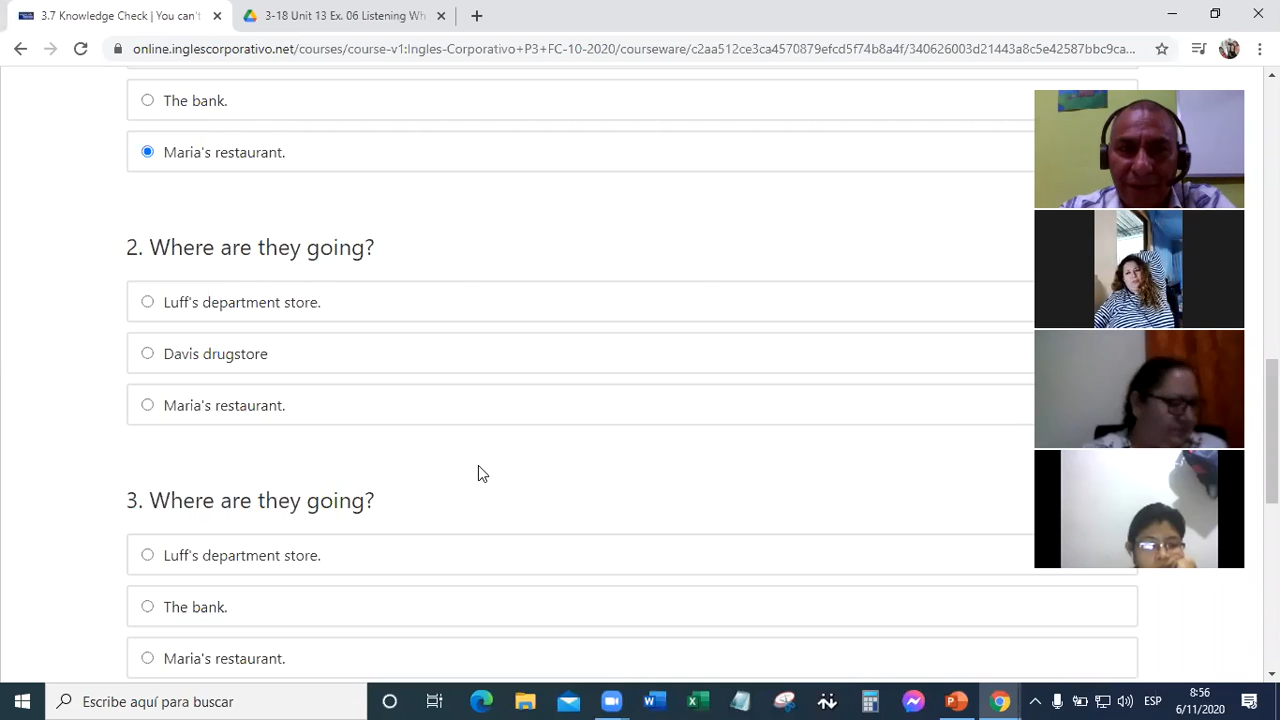 3.7 Knowledge Check | You can't
3-18 Unit 13 Ex. 06 Listening Wh
online.inglescorporativo.net/courses/course-v1:Ingles-Corporativo+P3+FC-10-2020/courseware/c2aa512ce3ca4570879efcd5f74b8a4f/340626003d21443a8c5e42587bbc9ca...
The bank.
Maria's restaurant.
2. Where are they going?
Luff's department store.
Davis drugstore
Maria's restaurant.
3. Where are they going?
Luff's department store.
The bank.
Maria's restaurant.
Escribe aquí para buscar
ESP
8:56
6/11/2020